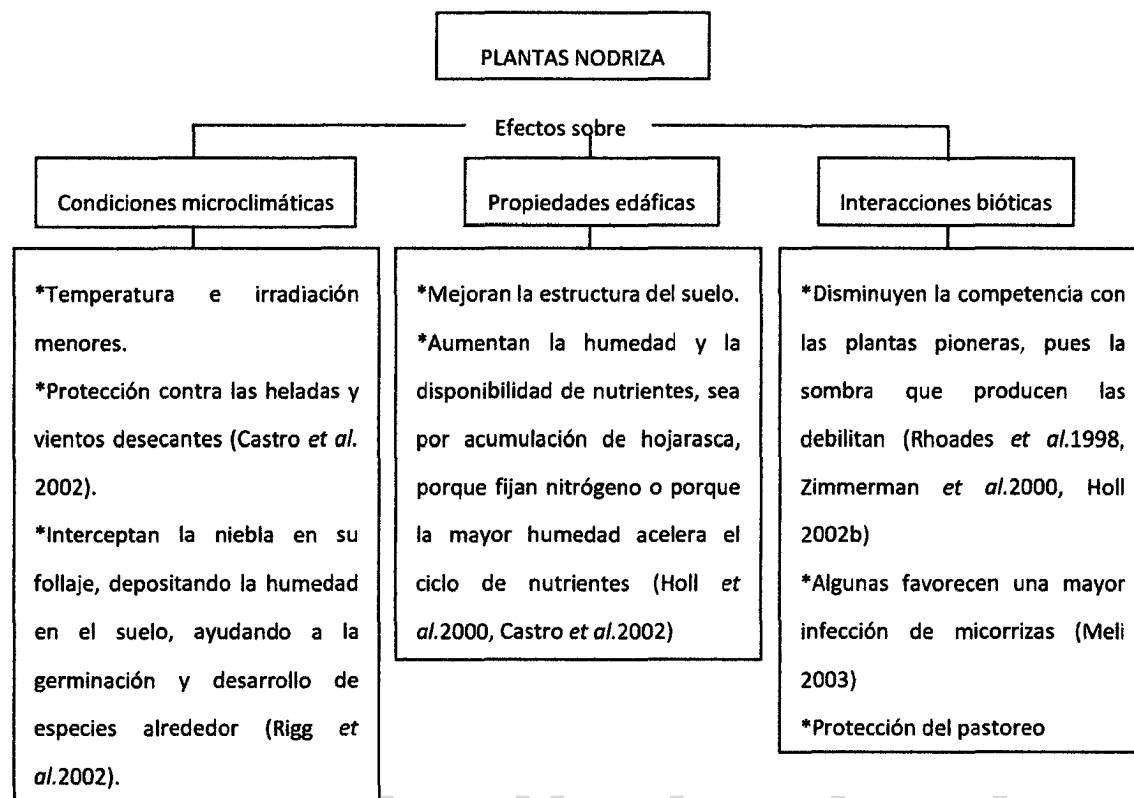 PLANTAS NODRIZA
Efectos sobre
Condiciones microclimáticas
*Temperatura e irradiación
menores.
*Protección contra las heladas y
vientos desecantes (Castro et al.
2002).
*Interceptan la niebla en su
follaje, depositando la humedad
en el suelo, ayudando a la
germinación y desarrollo de
especies alrededor (Rigg et
al.2002).
Propiedades edáficas
*Mejoran la estructura del suelo.
*Aumentan la humedad y la
disponibilidad de nutrientes, sea
por acumulación de hojarasca,
porque fijan nitrógeno o porque
la mayor humedad acelera el
ciclo de nutrientes (Holl et
al.2000, Castro et al.2002)
Interacciones bióticas
*Disminuyen la competencia con
las plantas pioneras, pues la
sombra que producen las
debilitan (Rhoades et al.1998,
Zimmerman et al.2000, Holl
2002b)
*Algunas favorecen una mayor
infección de micorrizas (Meli
2003)
*Protección del pastoreo